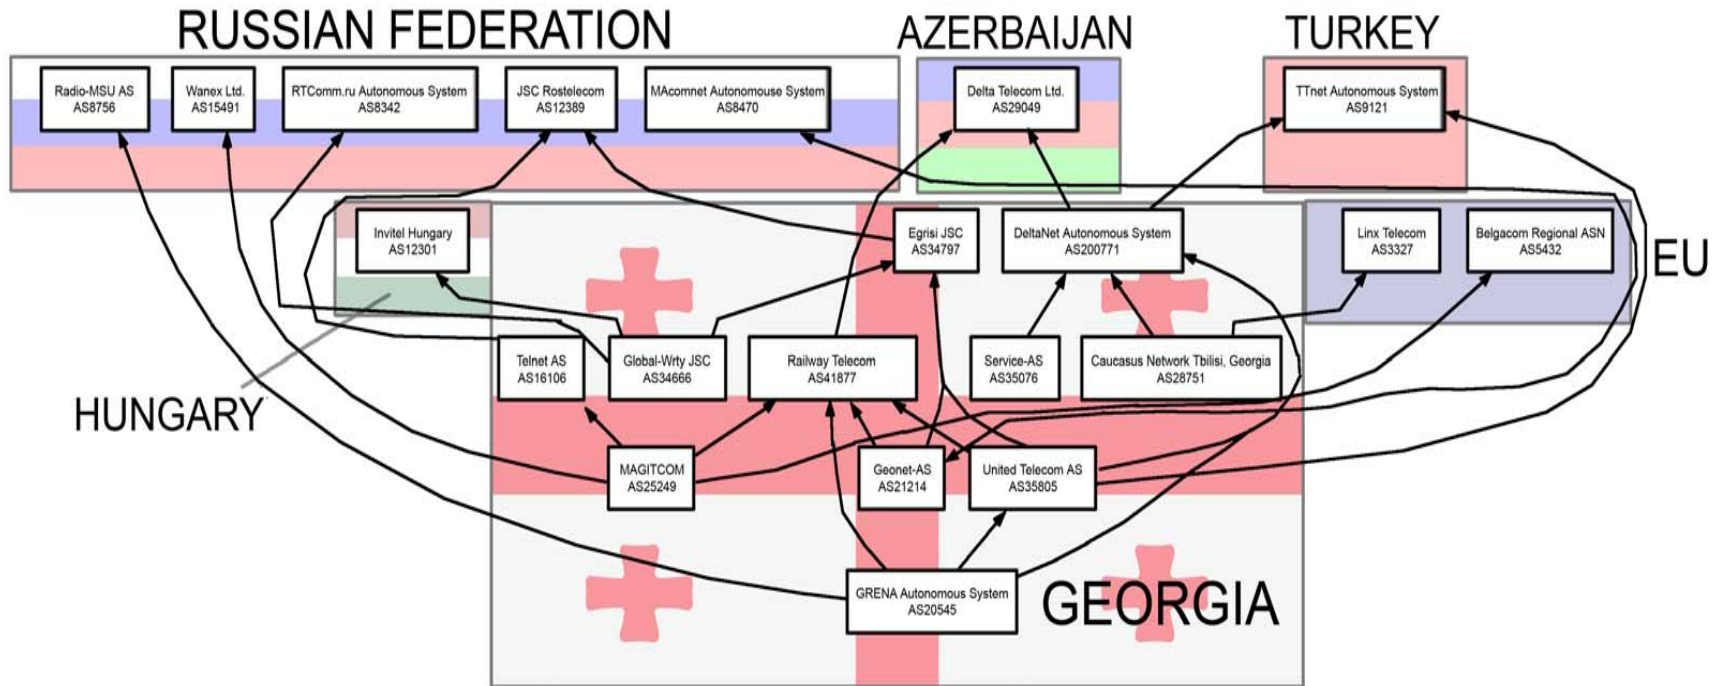 RUSSIAN FEDERATION
AZERBAIJAN
TURKEY
Radio-MSU AS
AS8756
Wanex Ltd.
AS15491
RTComm.ru Autonomous System
AS8342
JSC Rostelecom
AS12389
MAcomnet Autonomouse System
AS8470
Delta Telecom Ltd.
AS29049
TTnet Autonomous System
AS9121
Invitel Hungary
AS12301
Egrisi JSC
AS34797
DeltaNet Autonomous System
AS200771
Linx Telecom
AS3327
Belgacom Regional ASN
AS5432
EU
Telnet AS
AS16106
Global-Wrty JSC
AS34666
Railway Telecom
AS41877
Service-AS
AS35076
Caucasus Network Tbilisi, Georgia
AS28751
HUNGARY
MAGITCOM
AS25249
Geonet-AS
AS21214
United Telecom AS
AS35805
GRENA Autonomous System
AS20545
GEORGIA